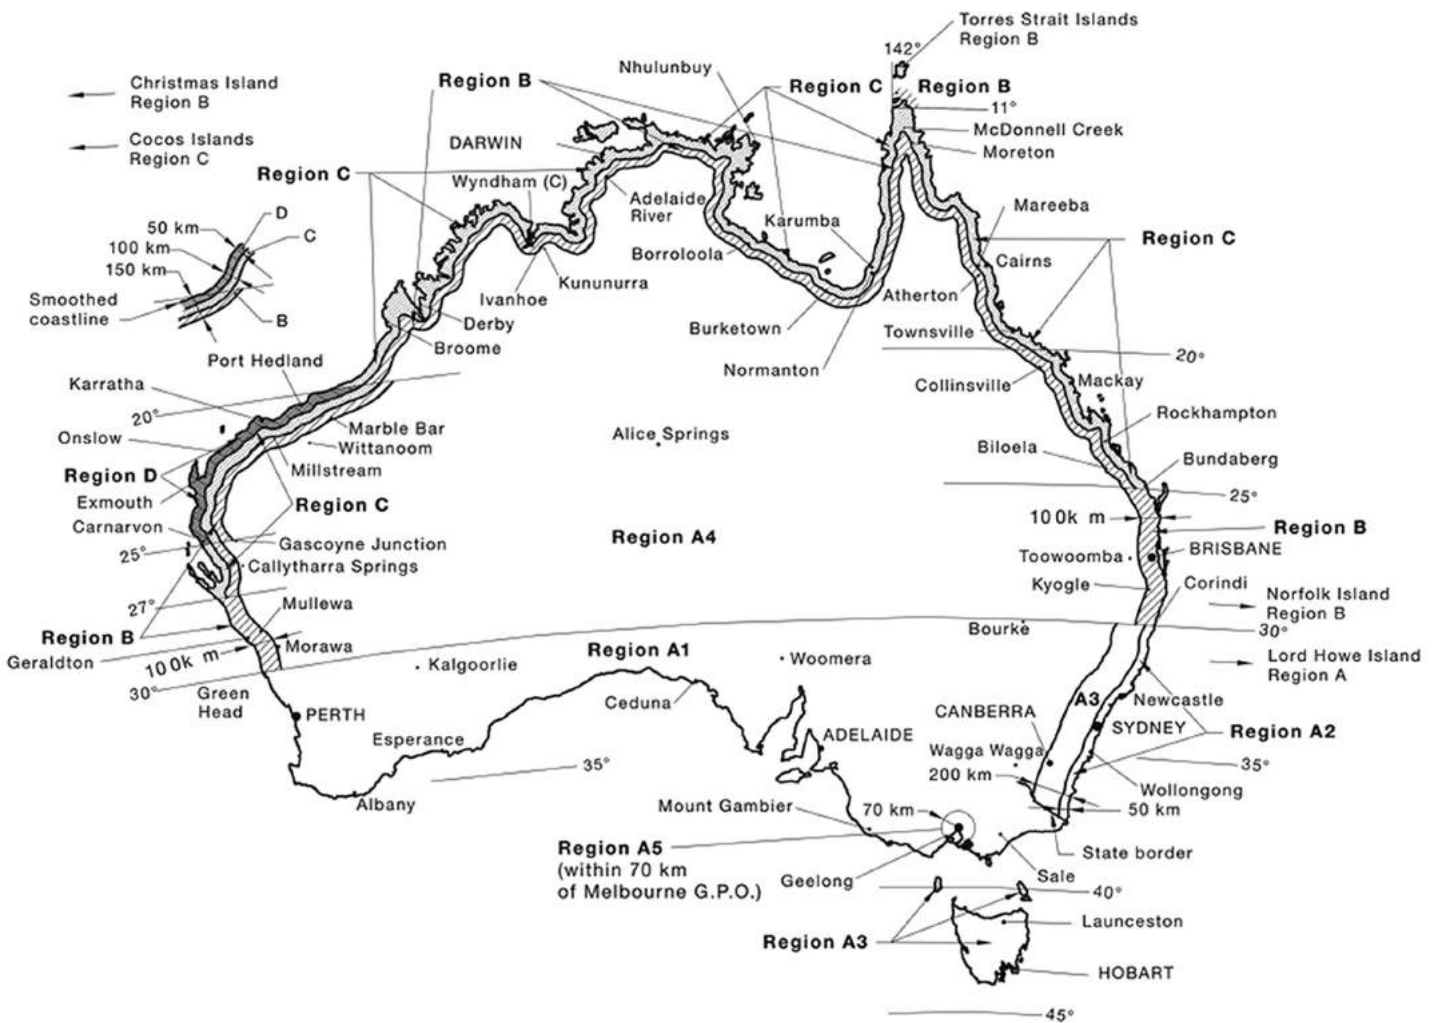 Torres Strait Islands
Region B
142°
Nhulunbuy
Christmas Island
Region B
Region B
Region C
Region B
11°
Cocos Islands
Region C
DARWIN
McDonnell Creek
Moreton
Region C
Wyndham (C)
Adelaide
River
Mareeba
D
50 km
C
100 km
150 km
Karumba
Region C
Borroloola
Cairns
Smoothed
coastline
B
Ivanhoe
Kununurra
Atherton
Derby
Burketown
Townsville
Port Hedland
Broome
20°
Karratha
Normanton
Collinsville
Mackay
20°
Marble Bar
Rockhampton
Onslow
Wittanoom
Alice Springs
Biloela
Millstream
Bundaberg
Region D
Exmouth
Region C
25°
Carnarvon
100k m
Region B
Gascoyne Junction
Region A4
25°
Callytharra Springs
Toowoomba
BRISBANE
Kyogle
Corindi
27°
Mullewa
Norfolk Island
Region B
Region B
Bourke
30°
Geraldton
100k m
Morawa
Region A1
Woomera
Lord Howe Island
Region A
Kalgoorlie
30°
Green
Head
Ceduna
A3
Newcastle
PERTH
CANBERRA
SYDNEY
Region A2
Esperance
ADELAIDE
Wagga Wagga
35°
35°
200 km
Wollongong
Albany
Mount Gambier
70 km
50 km
Region A5
(within 70 km
of Melbourne G.P.O.)
State border
Geelong
Sale
40°
Launceston
Region A3
HOBART
45°